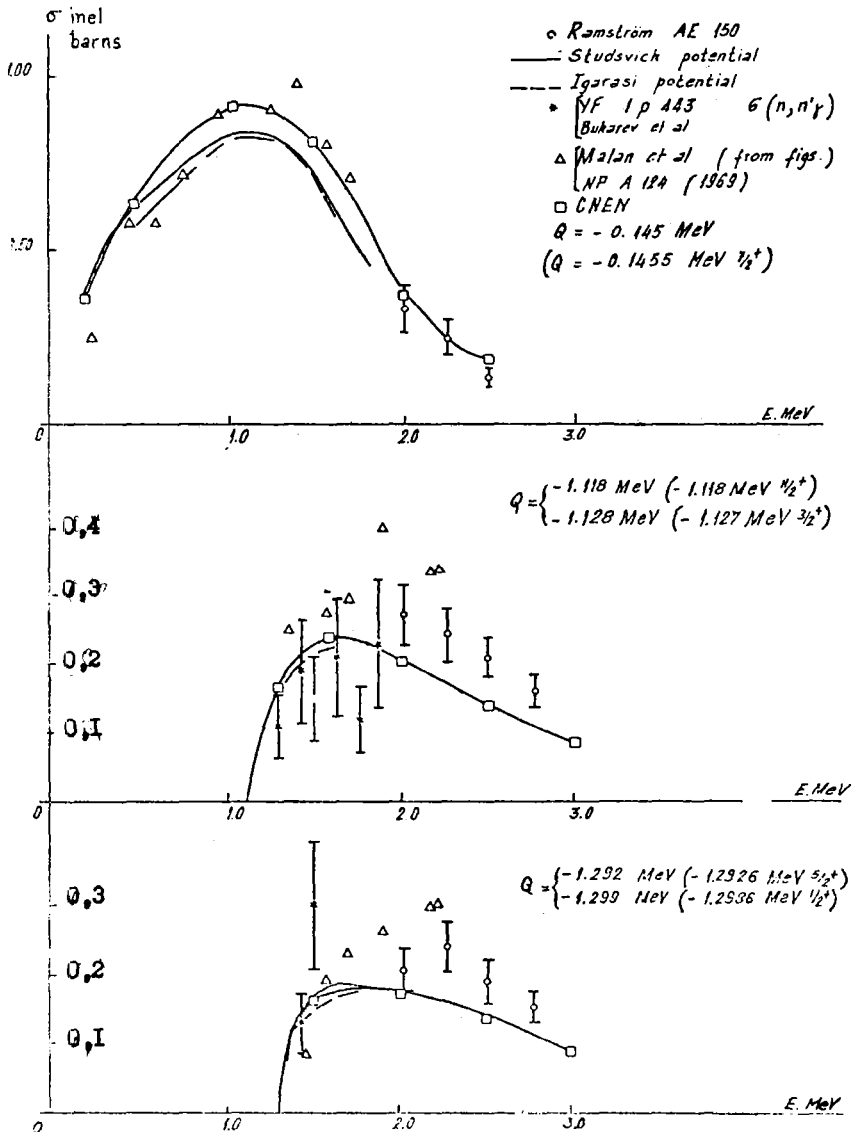 σ inel
barns
1.00
0.50
E. MeV
0
1.0
2.0
3.0
Ramström AE 150
Studsvich potential
Igarasi potential
YF 1 p 443 6 (n, n'γ)
Bukarev et al
Malan et al (from figs.)
NP A 124 (1969)
CNEN
Q = - 0.145 MeV
(Q = - 0.1455 MeV 7/2+)
Q = -1.118 MeV (-1.118 MeV 11/2+)
-1.128 MeV (-1.127 MeV 3/2+)
0,4
0,3
0,2
0,1
E. MeV
0
1.0
2.0
3.0
Q = -1.292 MeV (-1.2926 MeV 5/2+)
-1.299 MeV (-1.2936 MeV 1/2+)
0,3
0,2
0,1
E. MeV
0
1.0
2.0
3.0